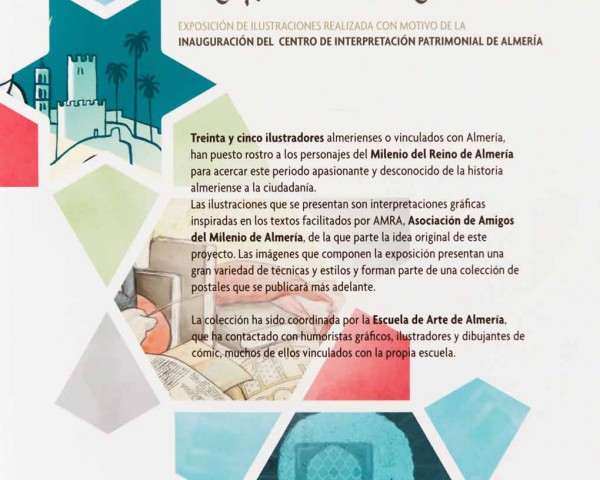 EXPOSICIÓN DE ILUSTRACIONES REALIZADA CON MOTIVO DE LA
INAUGURACIÓN DEL CENTRO DE INTERPRETACIÓN PATRIMONIAL DE ALMERÍA
Treinta y cinco ilustradores almerienses o vinculados con Almería,
han puesto rostro a los personajes del Milenio del Reino de Almería
para acercar este periodo apasionante y desconocido de la historia
almeriense a la ciudadanía.
Las ilustraciones que se presentan son interpretaciones gráficas
inspiradas en los textos facilitados por AMRA, Asociación de Amigos
del Milenio de Almería, de la que parte la idea original de este
proyecto. Las imágenes que componen la exposición presentan una
gran variedad de técnicas y estilos y forman parte de una colección de
postales que se publicará más adelante.
La colección ha sido coordinada por la Escuela de Arte de Almería,
que ha contactado con humoristas gráficos, ilustradores y dibujantes de
cómic, muchos de ellos vinculados con la propia escuela.